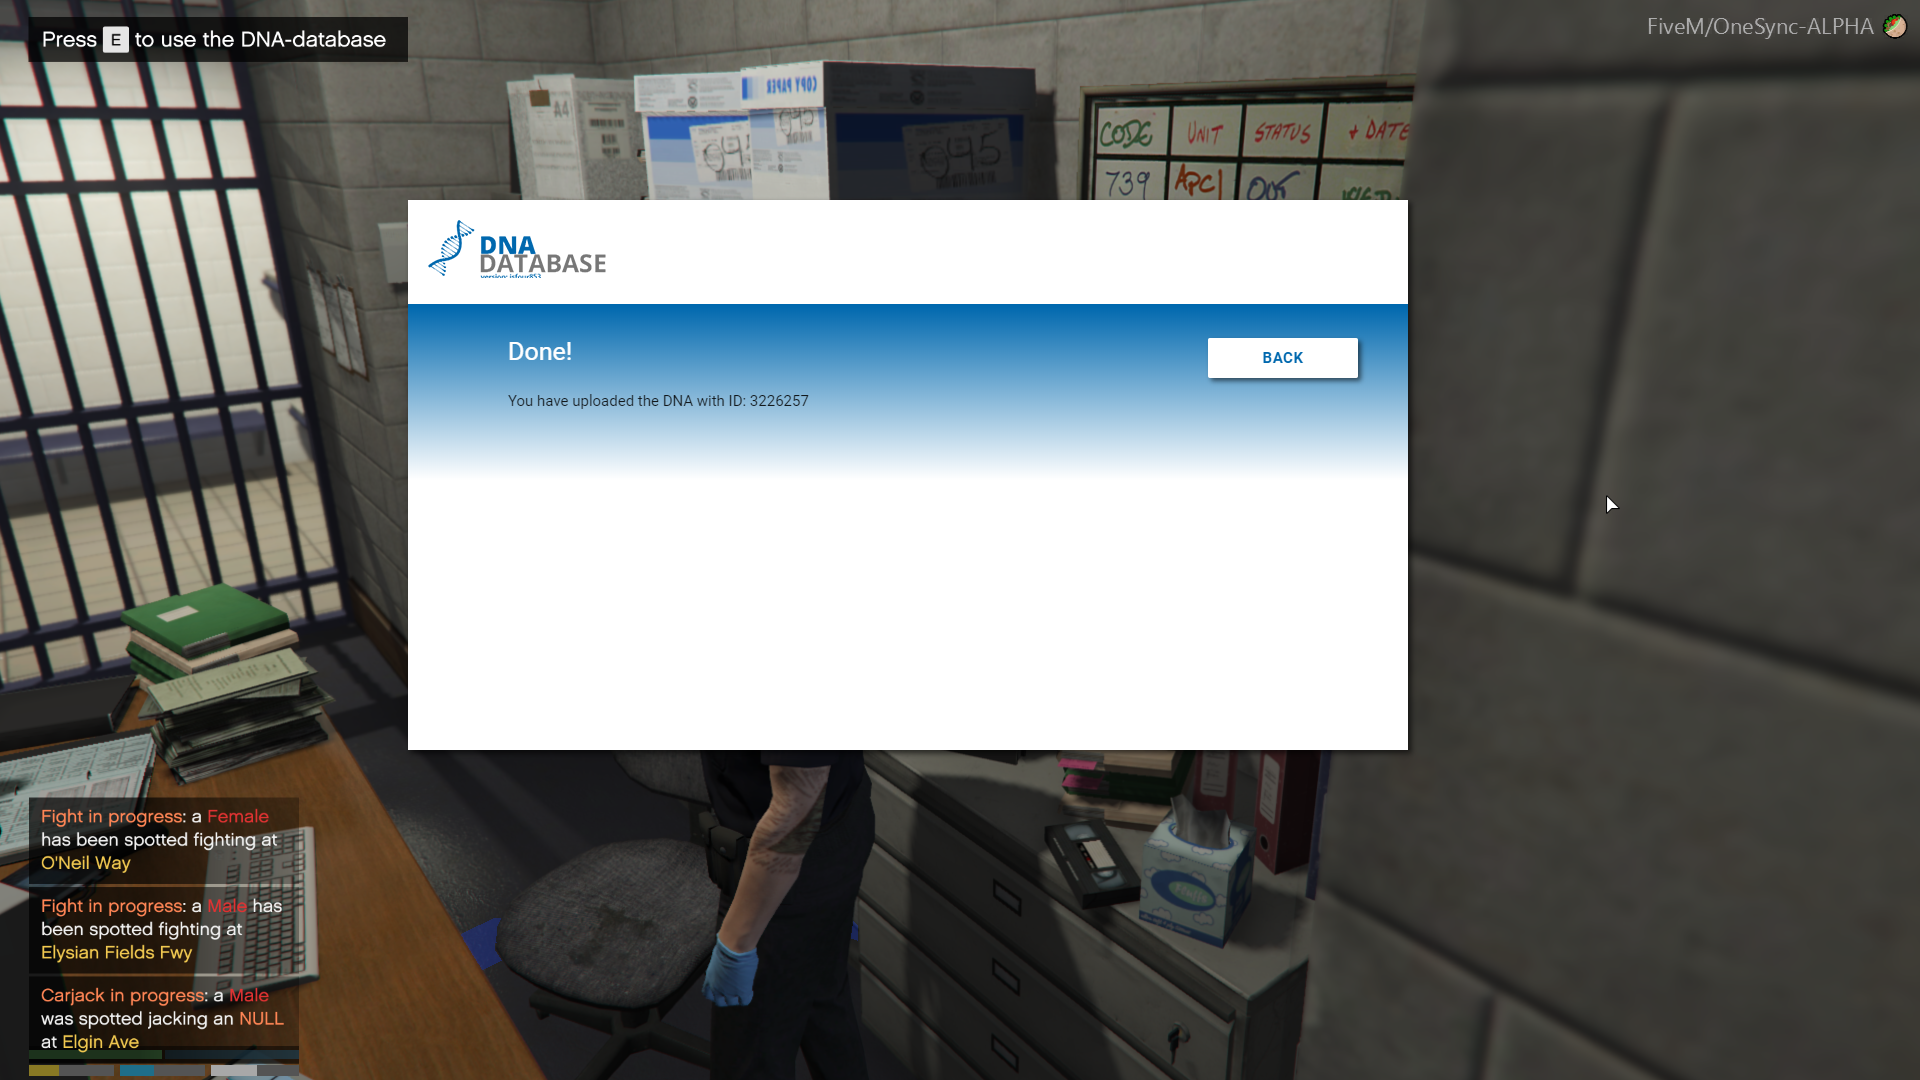 Press E to use the DNA-database
FiveM/OneSync-ALPHA
A4
COPY PAPER
045
045
CODE UNIT STATUS + DATE
739 APC1
DNA
DATABASE
Done!
BACK
You have uploaded the DNA with ID: 3226257
Fight in progress: a Female
has been spotted fighting at
O'Neil Way
Fight in progress: a Male has
been spotted fighting at
Elysian Fields Fwy
Carjack in progress: a Male
was spotted jacking an NULL
at Elgin Ave